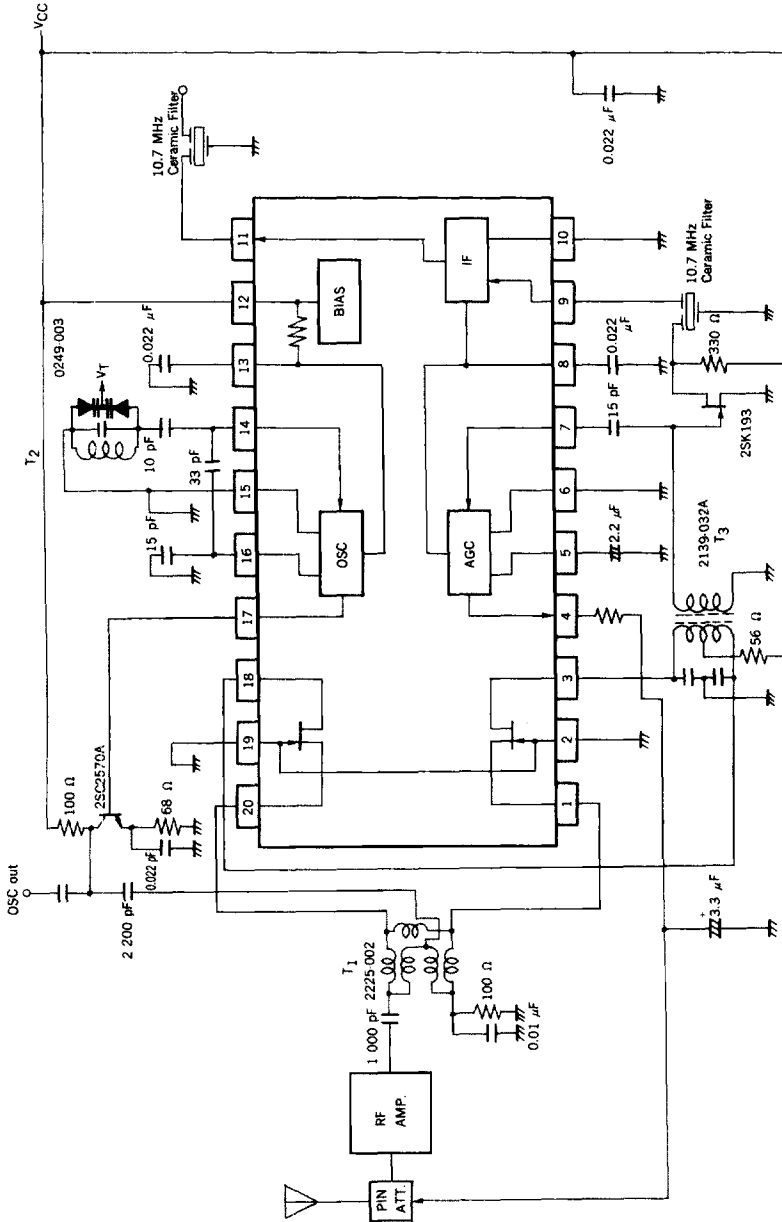 VCC
10.7 MHz
Ceramic Filter
0.022 μF
0249-003
VT
T2
10 pF
33 pF
15 pF
0.022 μF
2SC2570A
100 Ω
68 Ω
0.022 pF
OSC out
2 200 pF
11
12
13
14
15
16
17
18
19
20
BIAS
IF
OSC
AGC
10
9
8
7
6
5
4
3
2
1
10.7 MHz
Ceramic Filter
330 Ω
0.022 μF
15 pF
2SK193
2.2 μF
2139-032A
T3
56 Ω
+
3.3 μF
T1
2225-002
1 000 pF
100 Ω
0.01 μF
RF
AMP.
PIN
ATT.